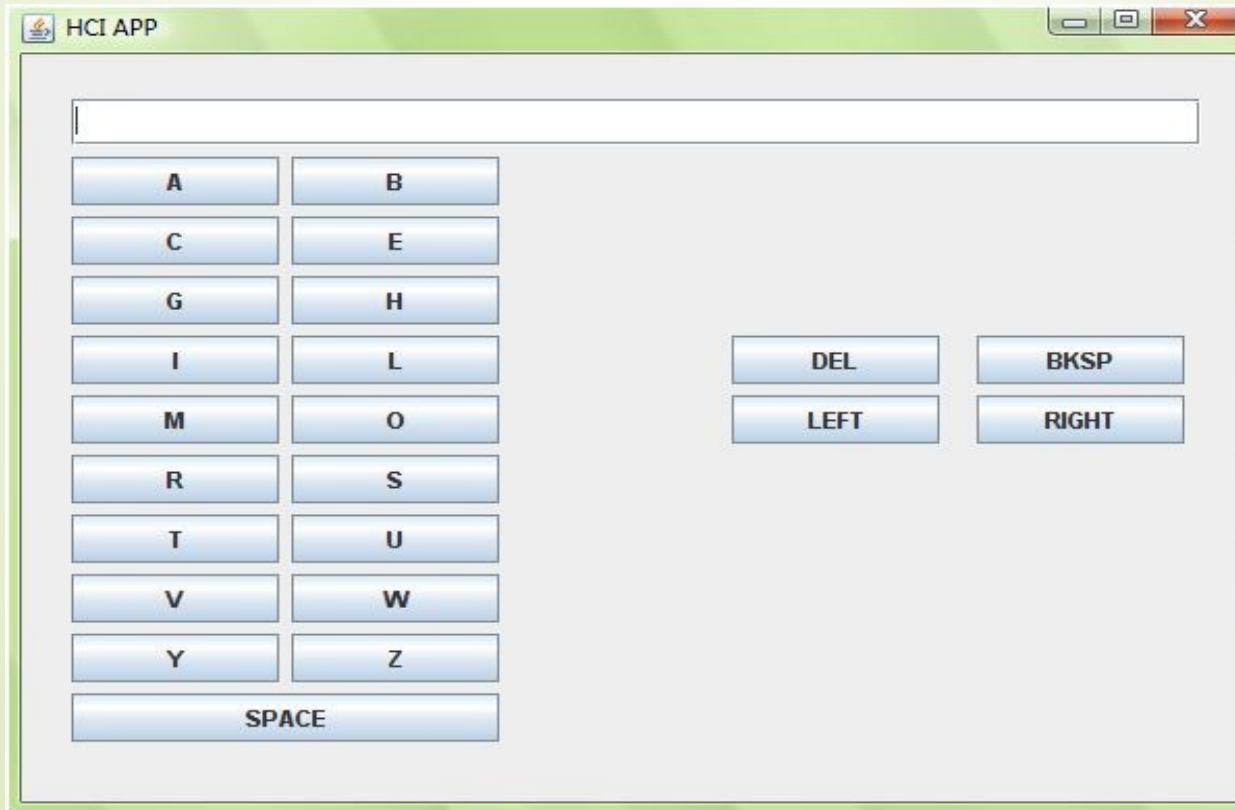 HCI APP
A B
C E
G H
I L DEL BKSP
M O LEFT RIGHT
R S
T U
V W
Y Z
SPACE